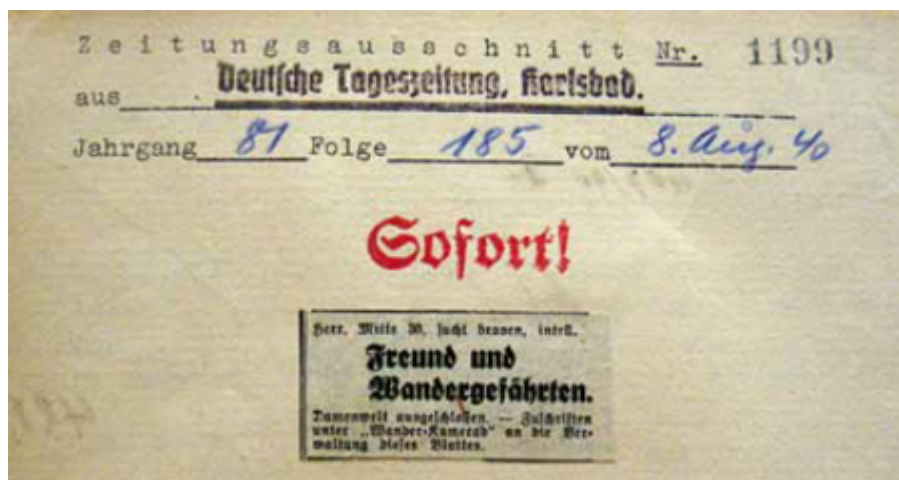 Zeitungsausschnitt Nr. 1199
aus Deutsche Tageszeitung, Karlsbad.
Jahrgang 81 Folge 185 vom 8. Aug. 40
Sofort!
Herr, Mitte 30, sucht braven, intell.
Freund und
Wandergefährten.
Damenwelt ausgeschlossen. — Zuschriften
unter „Wander-Kamerad" an die Ver-
waltung dieses Blattes.